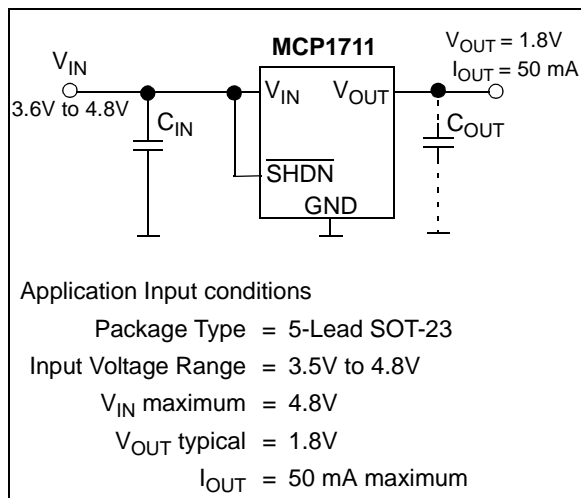 MCP1711
V_OUT = 1.8V
I_OUT = 50 mA
V_IN
3.6V to 4.8V
C_IN
V_IN
V_OUT
C_OUT
SHDN
GND
Application Input conditions
Package Type = 5-Lead SOT-23
Input Voltage Range = 3.5V to 4.8V
V_IN maximum = 4.8V
V_OUT typical = 1.8V
I_OUT = 50 mA maximum